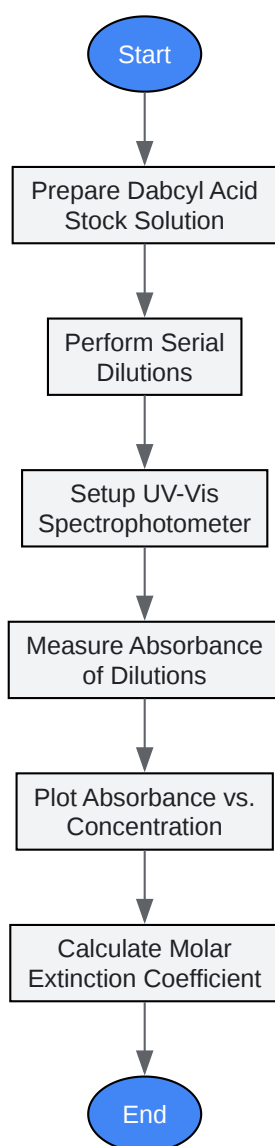 Start
Prepare Dabcyl Acid
Stock Solution
Perform Serial
Dilutions
Setup UV-Vis
Spectrophotometer
Measure Absorbance
of Dilutions
Plot Absorbance vs.
Concentration
Calculate Molar
Extinction Coefficient
End